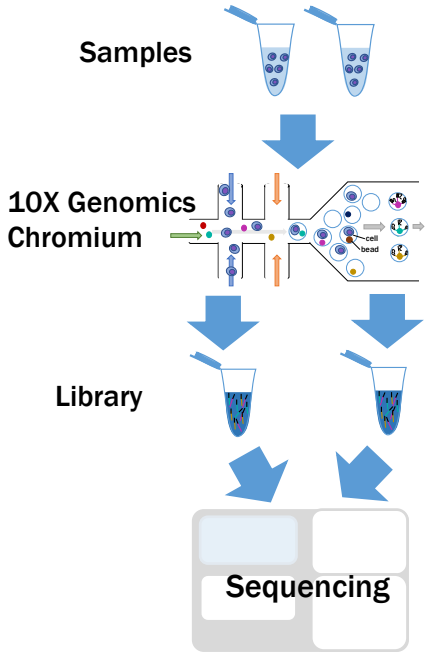 Samples
10X Genomics
Chromium
cell
bead
Library
Sequencing